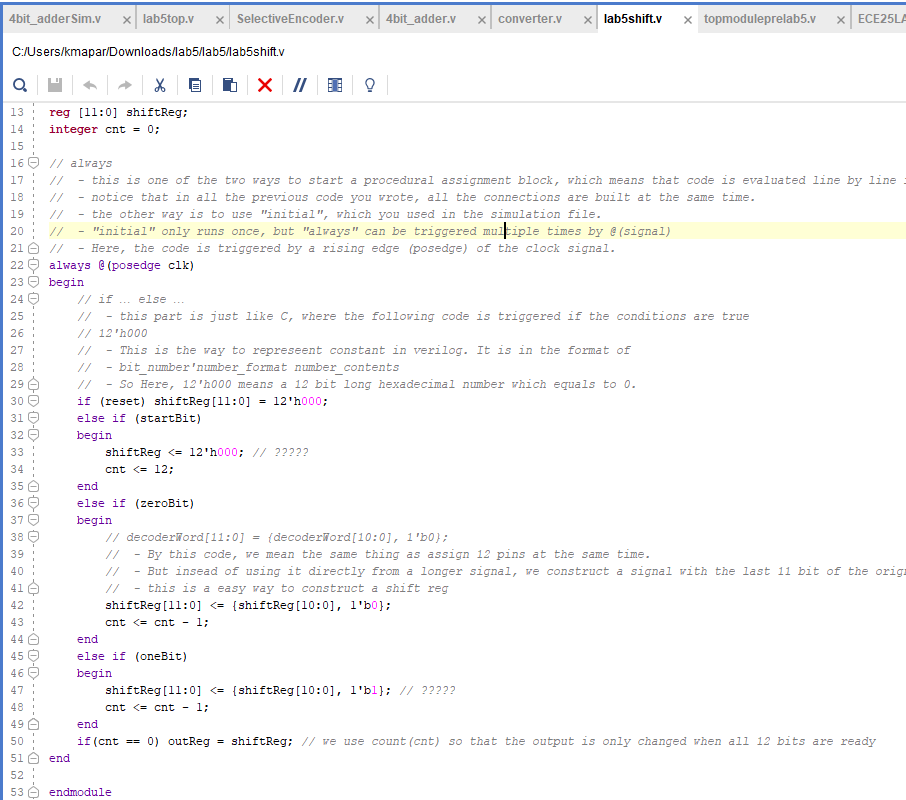 4bit_adderSim.v × lab5top.v × SelectiveEncoder.v × 4bit_adder.v × converter.v × lab5shift.v × topmoduleprelab5.v × ECE25LA
C:/Users/kmapar/Downloads/lab5/lab5/lab5shift.v
13 reg [11:0] shiftReg;
14 integer cnt = 0;
15
16 // always
17 //  - this is one of the two ways to start a procedural assignment block, which means that code is evaluated line by line
18 //  - notice that in all the previous code you wrote, all the connections are built at the same time.
19 //  - the other way is to use "initial", which you used in the simulation file.
20 //  - "initial" only runs once, but "always" can be triggered multiple times by @(signal)
21 //  - Here, the code is triggered by a rising edge (posedge) of the clock signal.
22 always @(posedge clk)
23 begin
24     // if ... else ...
25     //  - this part is just like C, where the following code is triggered if the conditions are true
26     // 12'h000
27     //  - This is the way to represeent constant in verilog. It is in the format of
28     //  - bit_number'number_format number_contents
29     //  - So Here, 12'h000 means a 12 bit long hexadecimal number which equals to 0.
30     if (reset) shiftReg[11:0] = 12'h000;
31     else if (startBit)
32     begin
33         shiftReg <= 12'h000; // ?????
34         cnt <= 12;
35     end
36     else if (zeroBit)
37     begin
38         // decoderWord[11:0] = {decoderWord[10:0], 1'b0};
39         //  - By this code, we mean the same thing as assign 12 pins at the same time.
40         //  - But insead of using it directly from a longer signal, we construct a signal with the last 11 bit of the
41         //  - this is a easy way to construct a shift reg
42         shiftReg[11:0] <= {shiftReg[10:0], 1'b0};
43         cnt <= cnt - 1;
44     end
45     else if (oneBit)
46     begin
47         shiftReg[11:0] <= {shiftReg[10:0], 1'b1}; // ?????
48         cnt <= cnt - 1;
49     end
50     if(cnt == 0) outReg = shiftReg; // we use count(cnt) so that the output is only changed when all 12 bits are ready
51 end
52
53 endmodule